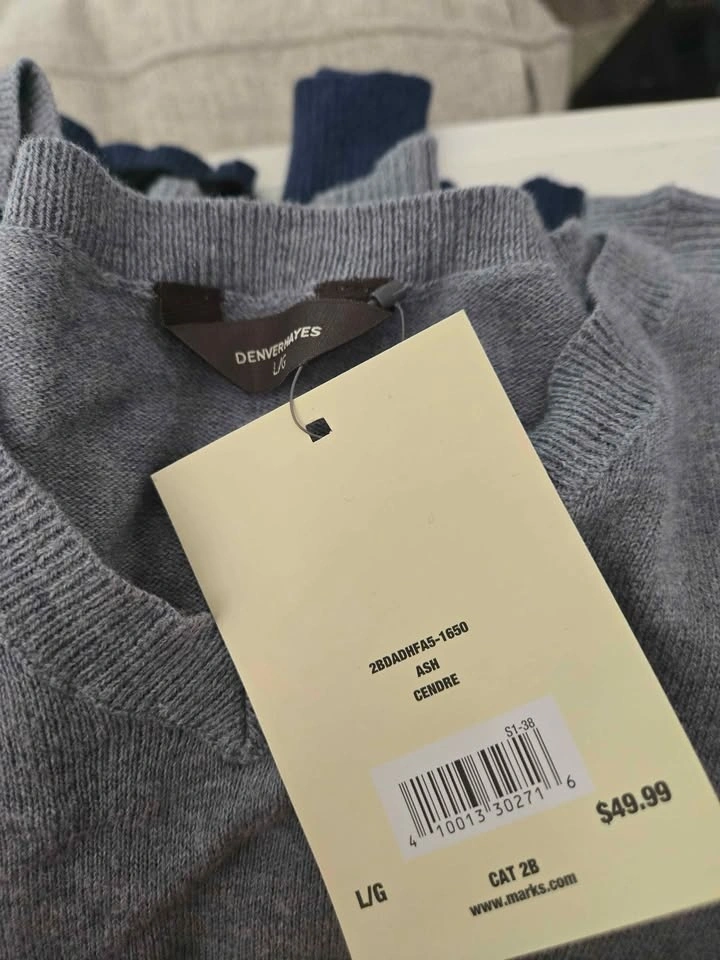 DENVER HAYES
L/G
2BDADHFA5-1650
ASH
CENDRE
S1-38
4 10013 30271 6
$49.99
L/G
CAT 2B
www.marks.com